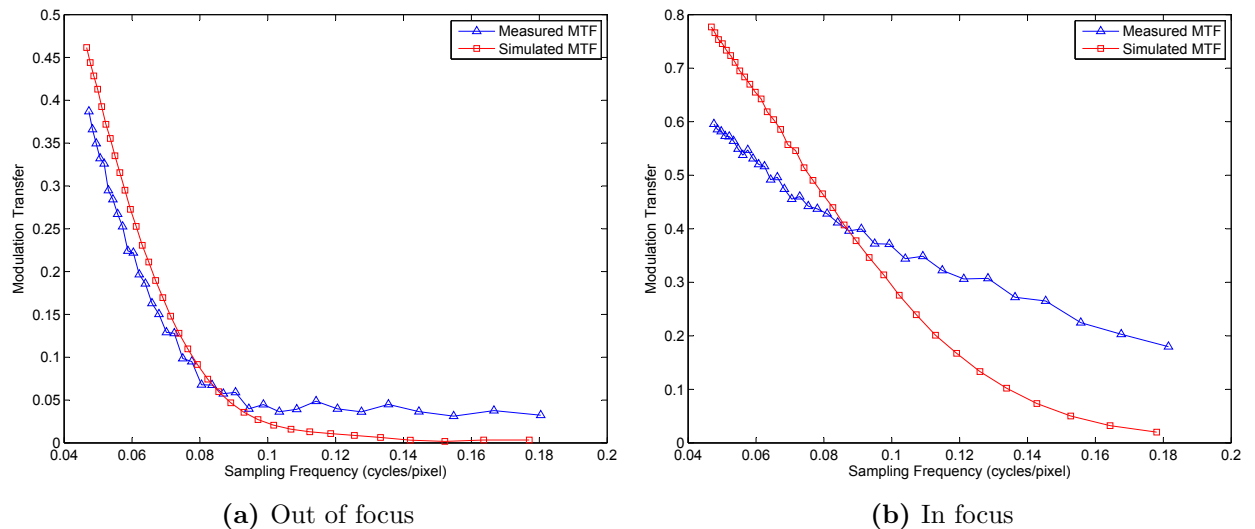 0.5
0.45
0.4
0.35
0.3
0.25
0.2
0.15
0.1
0.05
0
0.04 0.06 0.08 0.1 0.12 0.14 0.16 0.18 0.2
Modulation Transfer
Sampling Frequency (cycles/pixel)
Measured MTF
Simulated MTF
(a) Out of focus
0.8
0.7
0.6
0.5
0.4
0.3
0.2
0.1
0
0.04 0.06 0.08 0.1 0.12 0.14 0.16 0.18 0.2
Modulation Transfer
Sampling Frequency (cycles/pixel)
Measured MTF
Simulated MTF
(b) In focus